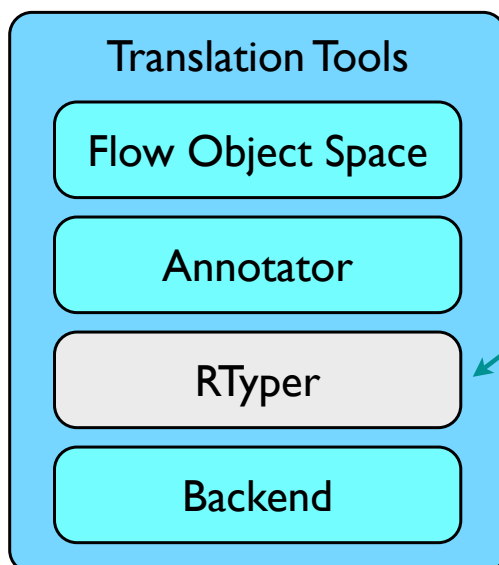 Translation Tools
Flow Object Space
Annotator
RTyper
Backend